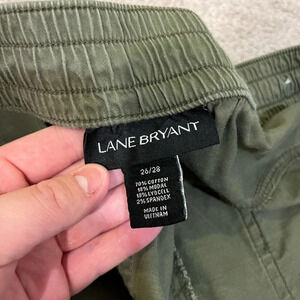 LANE BRYANT
26/28
70% COTTON
18% MODAL
10% LYOCELL
2% SPANDEX
MADE IN
VIETNAM